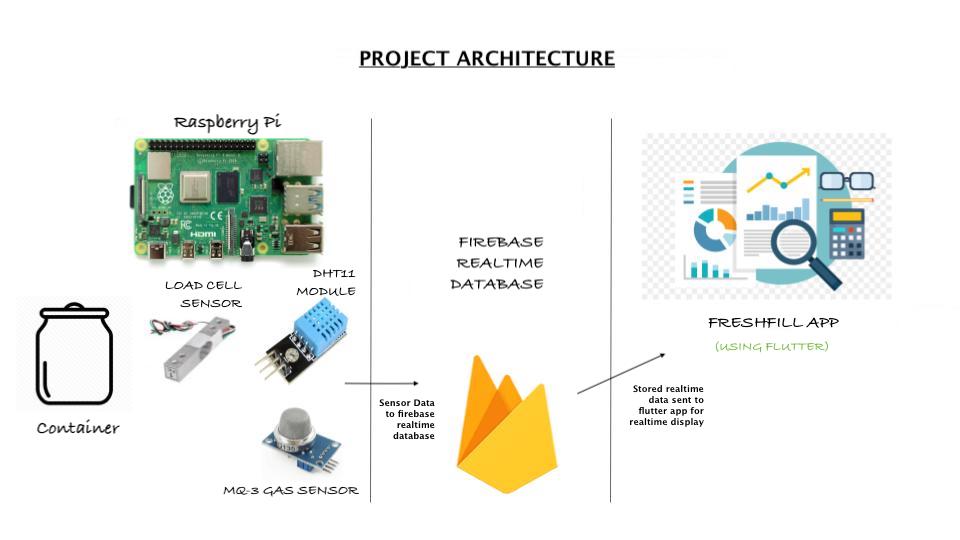 PROJECT ARCHITECTURE
Raspberry Pi
HDMI
LOAD CELL
SENSOR
DHT11
MODULE
Container
MQ-3 GAS SENSOR
Sensor Data
to firebase
realtime
database
FIREBASE
REALTIME
DATABASE
Stored realtime
data sent to
flutter app for
realtime display
FRESHFILL APP
(USING FLUTTER)